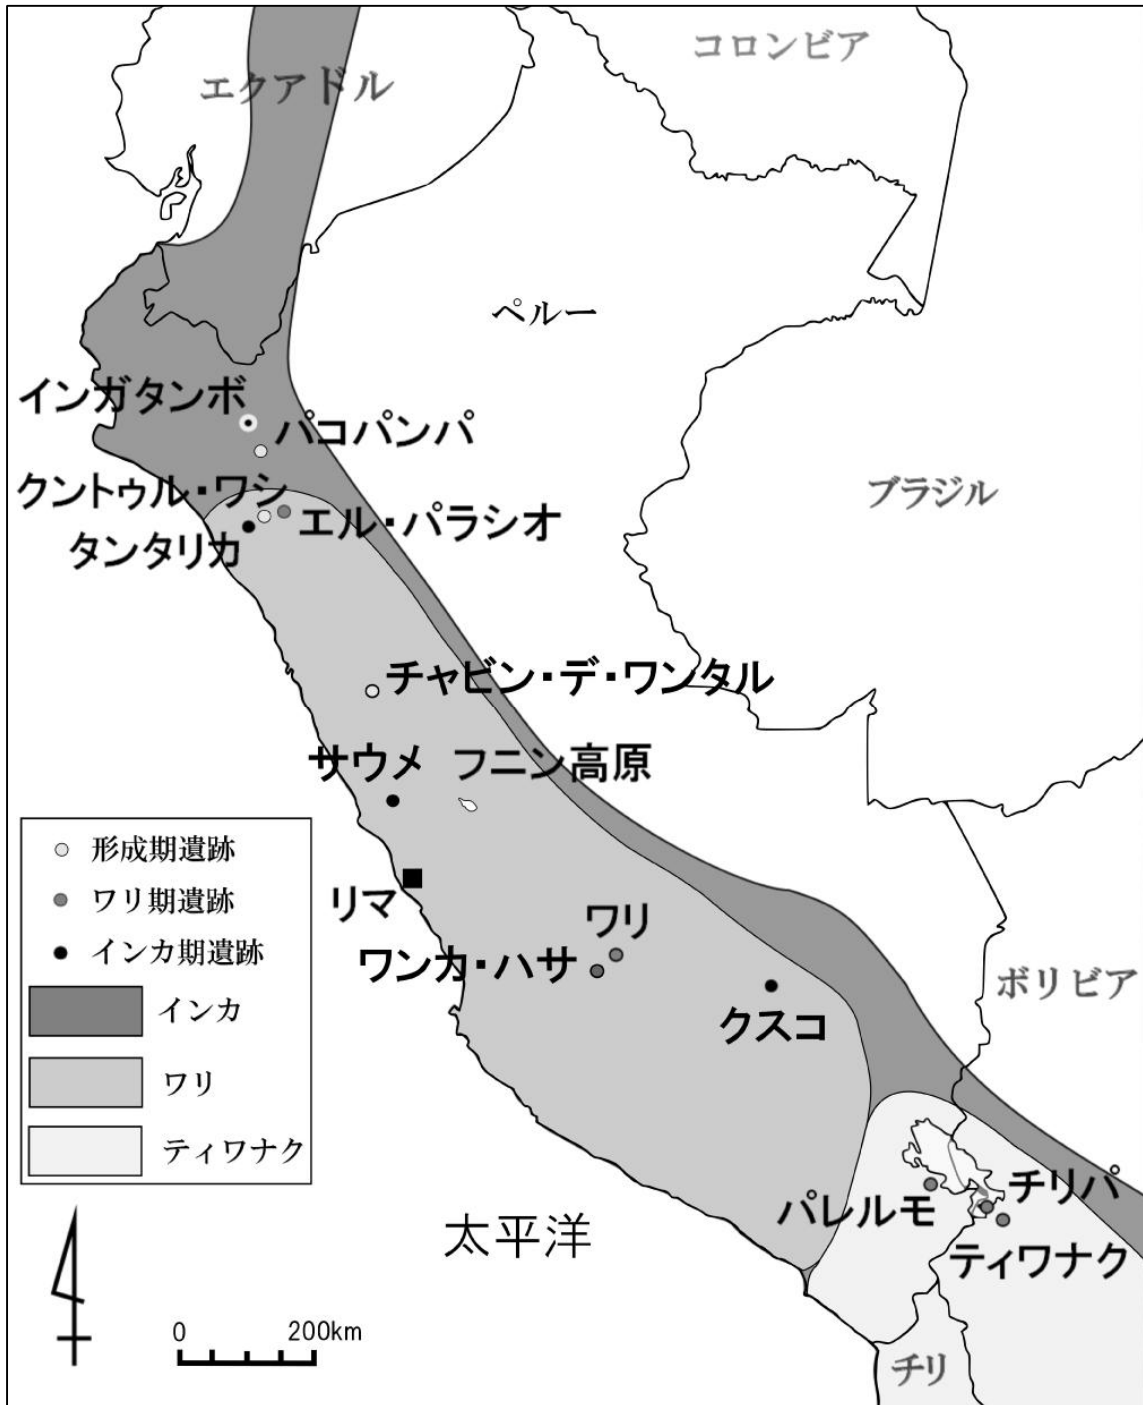 コロンビア
エクアドル
ペルー
インガタンボ
パコパンパ
クントゥル・ワシ
エル・パラシオ
タンタリカ
ブラジル
チャビン・デ・ワンタル
サウメ
フニン高原
形成期遺跡
ワリ期遺跡
インカ期遺跡
インカ
ワリ
ティワナク
リマ
ワリ
ワンカ・ハサ
クスコ
ボリビア
チリパ
パレルモ
ティワナク
太平洋
チリ
0 200km